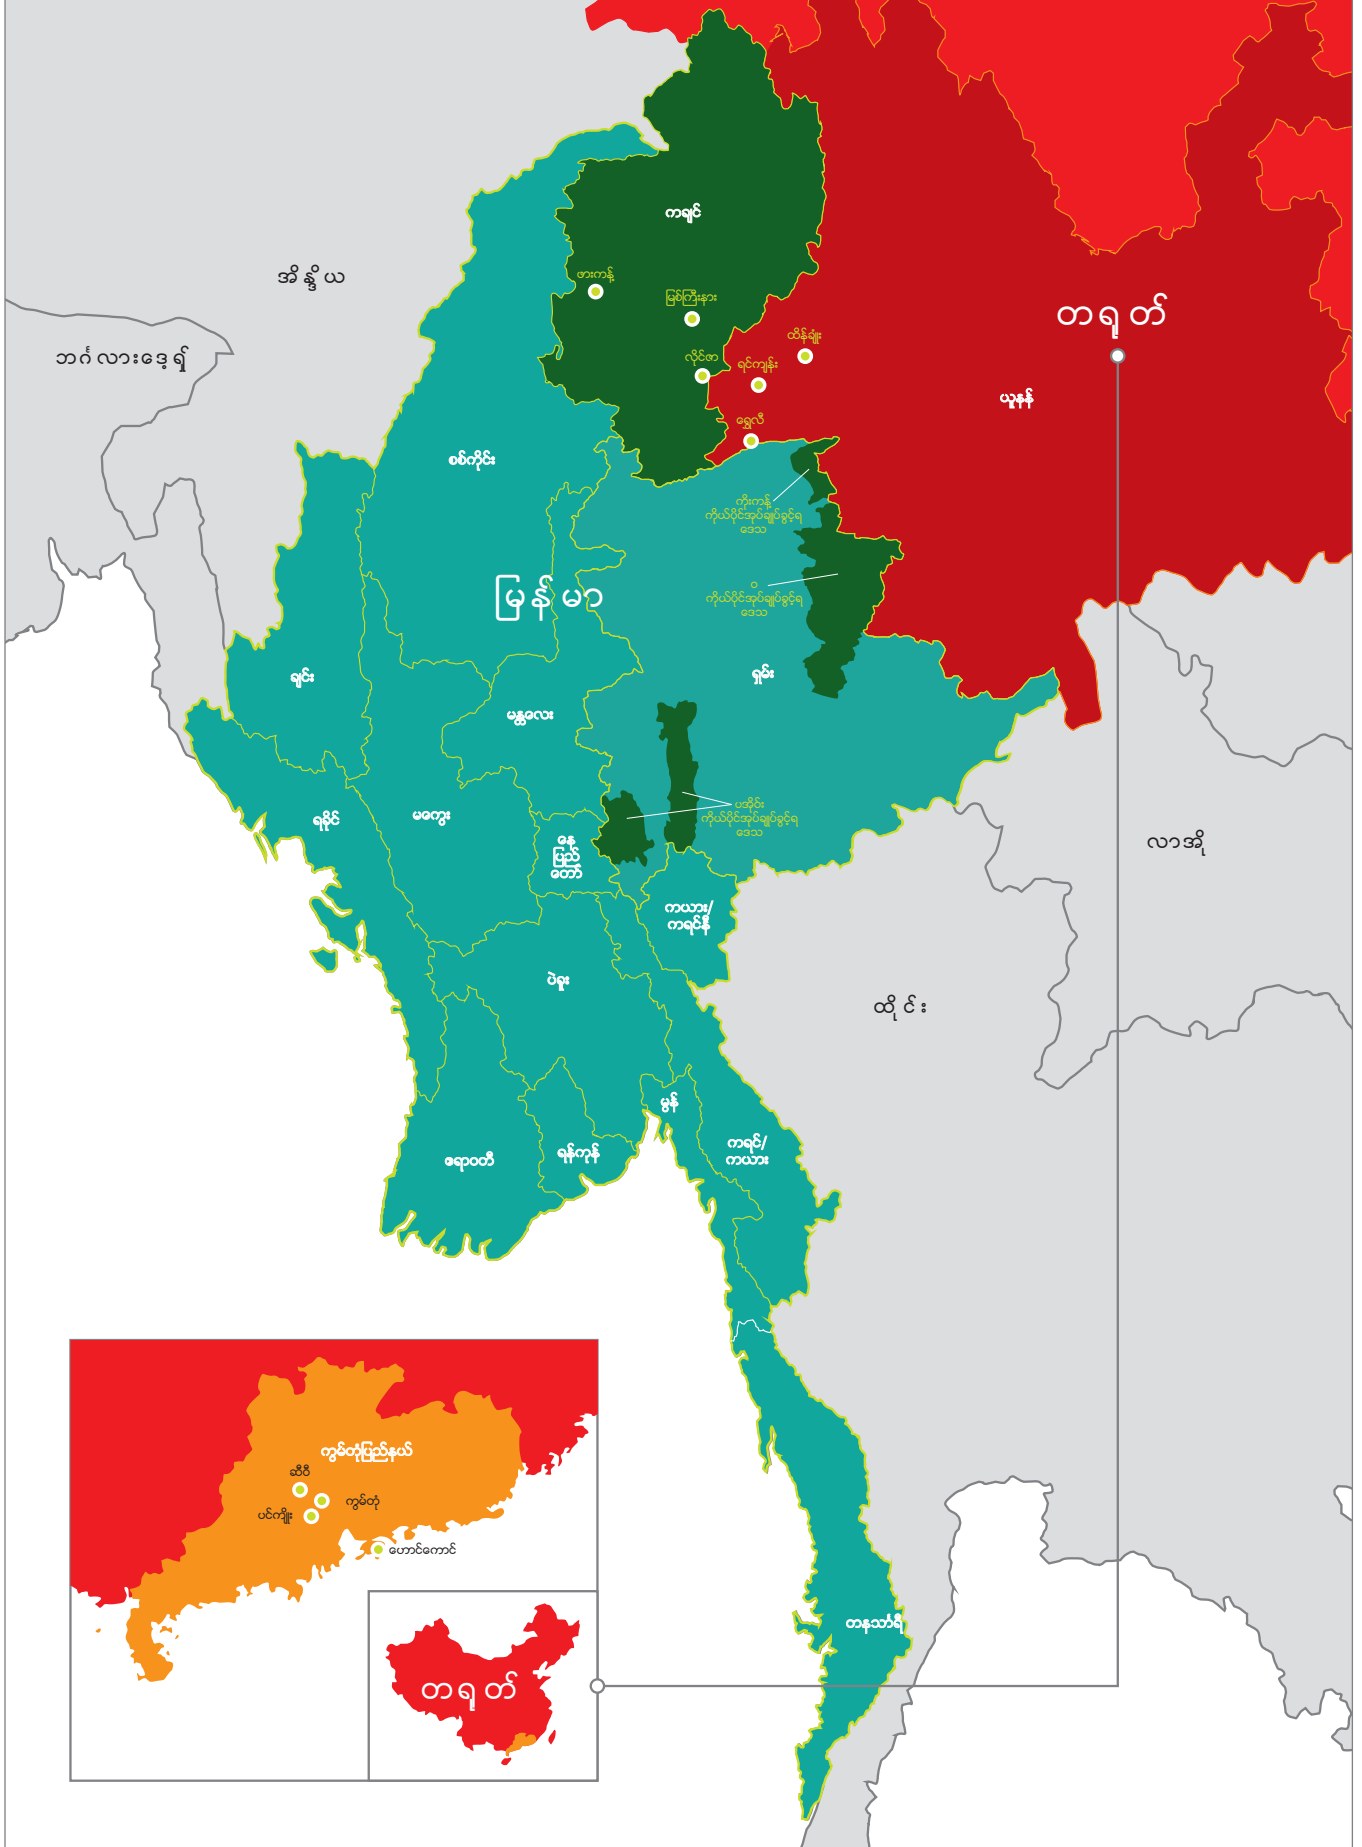 ကချင်
ဖားကန့်
မြစ်ကြီးနား
လိုင်ဇာ
အိန္ဒိယ
ဘင်္ဂလားဒေ့ရှ်
တရုတ်
ထိန်ချုံး
ရင်ကျန်း
ရွှေလီ
ယူနန်
စစ်ကိုင်း
ကိုးကန့်
ကိုယ်ပိုင်အုပ်ချုပ်ခွင့်ရ
ဒေသ
မြန်မာ
ဝ
ကိုယ်ပိုင်အုပ်ချုပ်ခွင့်ရ
ဒေသ
ချင်း
ရှမ်း
မန္တလေး
ရခိုင်
မကွေး
ပအိုင်း
ကိုယ်ပိုင်အုပ်ချုပ်ခွင့်ရ
ဒေသ
နေ
ပြည်
တော်
လာအို
ကယား/
ကရင်နီ
ပဲခူး
ထိုင်း
မွန်
ကရင်/
ကယား
ဧရာဝတီ
ရန်ကုန်
ကွမ်တုံပြည်နယ်
ဆီဝီ
ကွမ်တုံ
ပင်ကျိုး
ဟောင်ကောင်
တနင်္သာရီ
တရုတ်